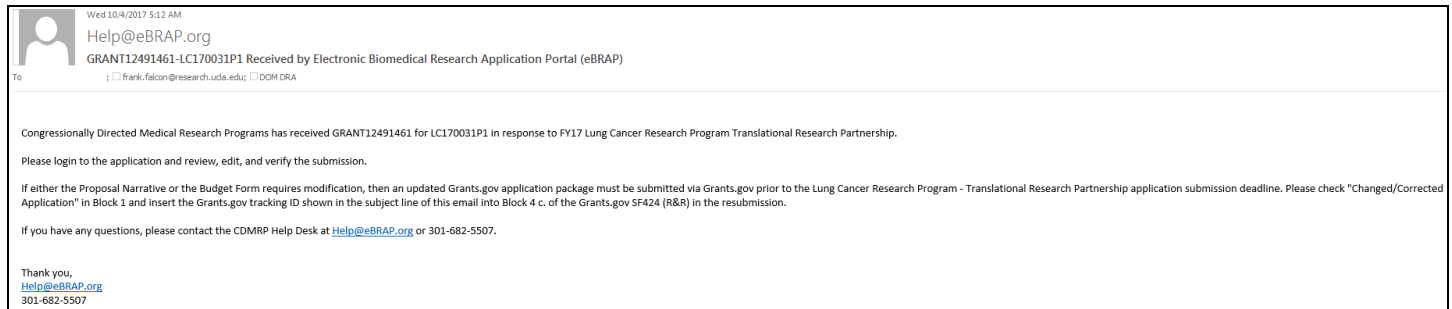 Wed 10/4/2017 5:12 AM
Help@eBRAP.org
GRANT12491461-LC170031P1 Received by Electronic Biomedical Research Application Portal (eBRAP)
To ; frank.falcon@research.ucla.edu; DOM DRA
Congressionally Directed Medical Research Programs has received GRANT12491461 for LC170031P1 in response to FY17 Lung Cancer Research Program Translational Research Partnership.
Please login to the application and review, edit, and verify the submission.
If either the Proposal Narrative or the Budget Form requires modification, then an updated Grants.gov application package must be submitted via Grants.gov prior to the Lung Cancer Research Program - Translational Research Partnership application submission deadline. Please check "Changed/Corrected
Application" in Block 1 and insert the Grants.gov tracking ID shown in the subject line of this email into Block 4 c. of the Grants.gov SF424 (R&R) in the resubmission.
If you have any questions, please contact the CDMRP Help Desk at Help@eBRAP.org or 301-682-5507.
Thank you,
Help@eBRAP.org
301-682-5507